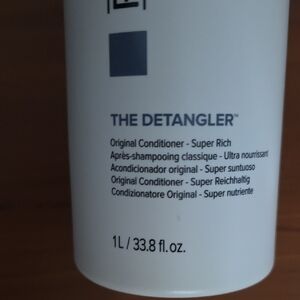 THE DETANGLER™
Original Conditioner - Super Rich
Après-shampooing classique - Ultra nourrissant
Acondicionador original - Super suntuoso
Original Conditioner - Super Reichhaltig
Condizionatore Original - Super nutriente
1L / 33.8 fl. oz.